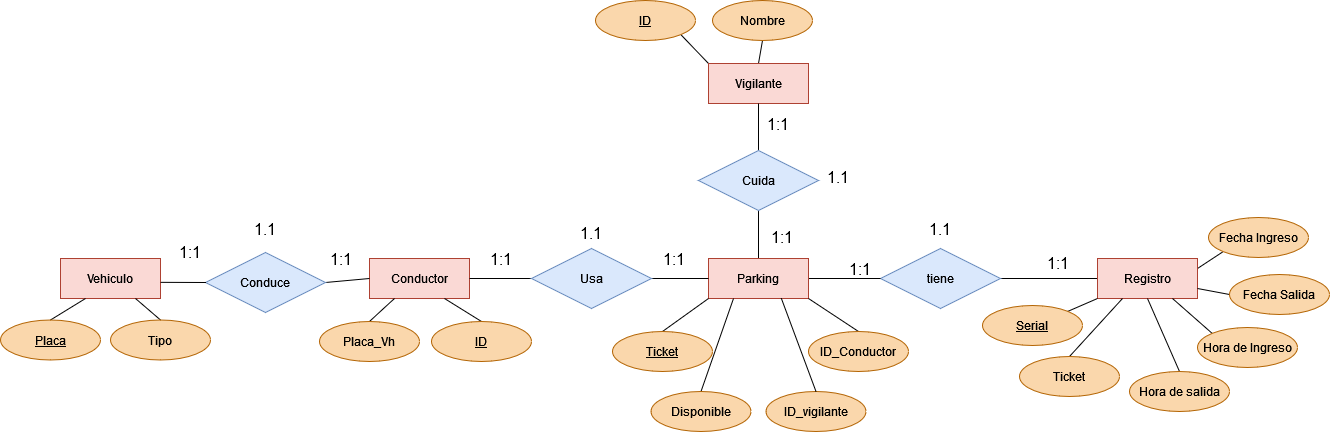 ID
Nombre
Vigilante
1:1
Cuida
1.1
1:1
1:1
1.1
1:1
1:1
1.1
1:1
1:1
1.1
1:1
Vehiculo
Conduce
Conductor
Usa
Parking
tiene
Registro
Fecha Ingreso
Fecha Salida
Placa
Tipo
Placa_Vh
ID
Ticket
ID_Conductor
Serial
Hora de Ingreso
Ticket
Hora de salida
Disponible
ID_vigilante